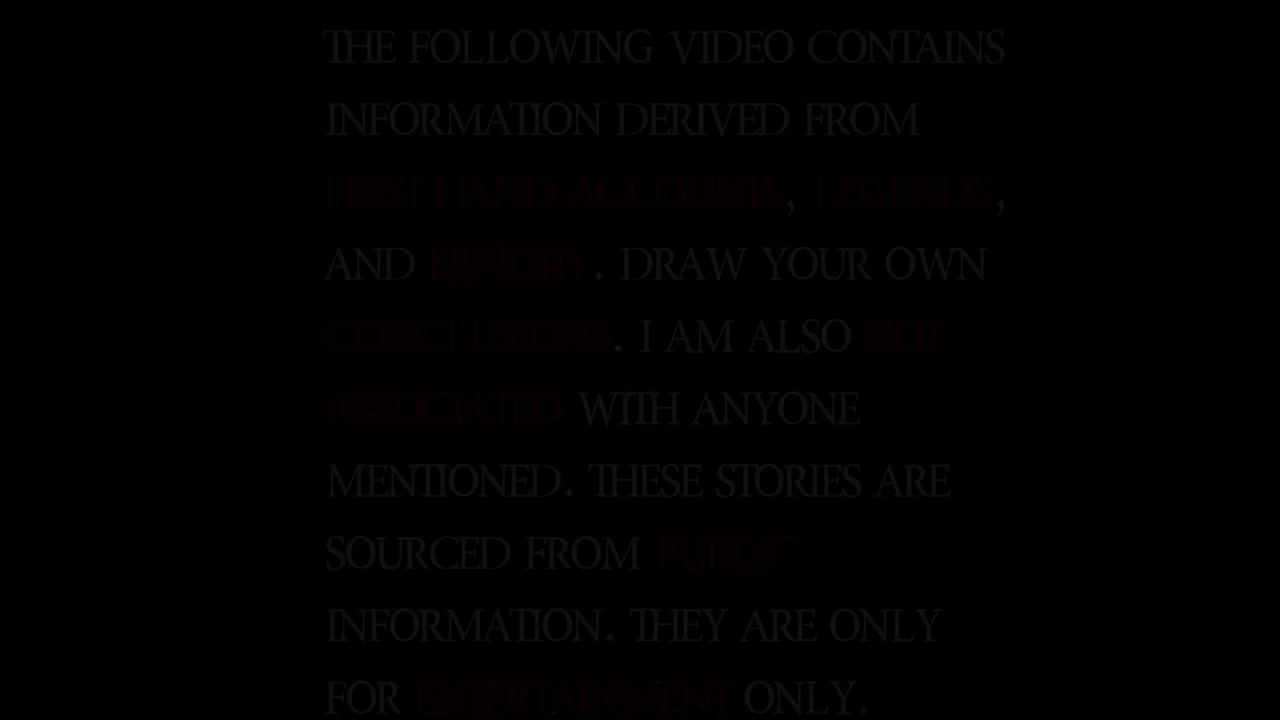 THE FOLLOWING VIDEO CONTAINS
INFORMATION DERIVED FROM
FIRST HAND ACCOUNTS, LEGENDS,
AND HISTORY. DRAW YOUR OWN
CONCLUSIONS. I AM ALSO NOT
ASSOCIATED WITH ANYONE
MENTIONED. THESE STORIES ARE
SOURCED FROM PUBLIC
INFORMATION. THEY ARE ONLY
FOR ENTERTAINMENT ONLY.